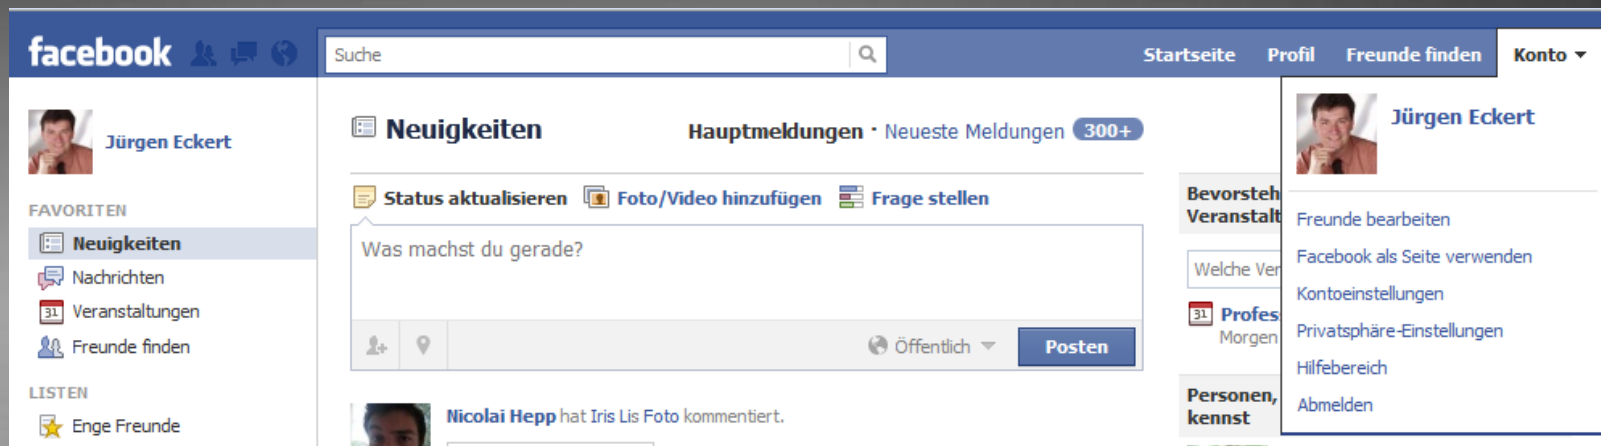 facebook
Suche
Startseite Profil Freunde finden Konto
Jürgen Eckert
FAVORITEN
Neuigkeiten
Nachrichten
31 Veranstaltungen
Freunde finden
LISTEN
Enge Freunde
Neuigkeiten
Hauptmeldungen · Neueste Meldungen 300+
Status aktualisieren Foto/Video hinzufügen Frage stellen
Was machst du gerade?
Öffentlich Posten
Nicolai Hepp hat Iris Lis Foto kommentiert.
Welche
31
Morgen
Personen,
kennst
Jürgen Eckert
Freunde bearbeiten
Facebook als Seite verwenden
Kontoeinstellungen
Privatsphäre-Einstellungen
Hilfebereich
Abmelden